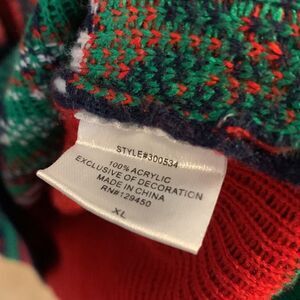 STYLE#300534
100% ACRYLIC
EXCLUSIVE OF DECORATION
MADE IN CHINA
RN#129450
XL